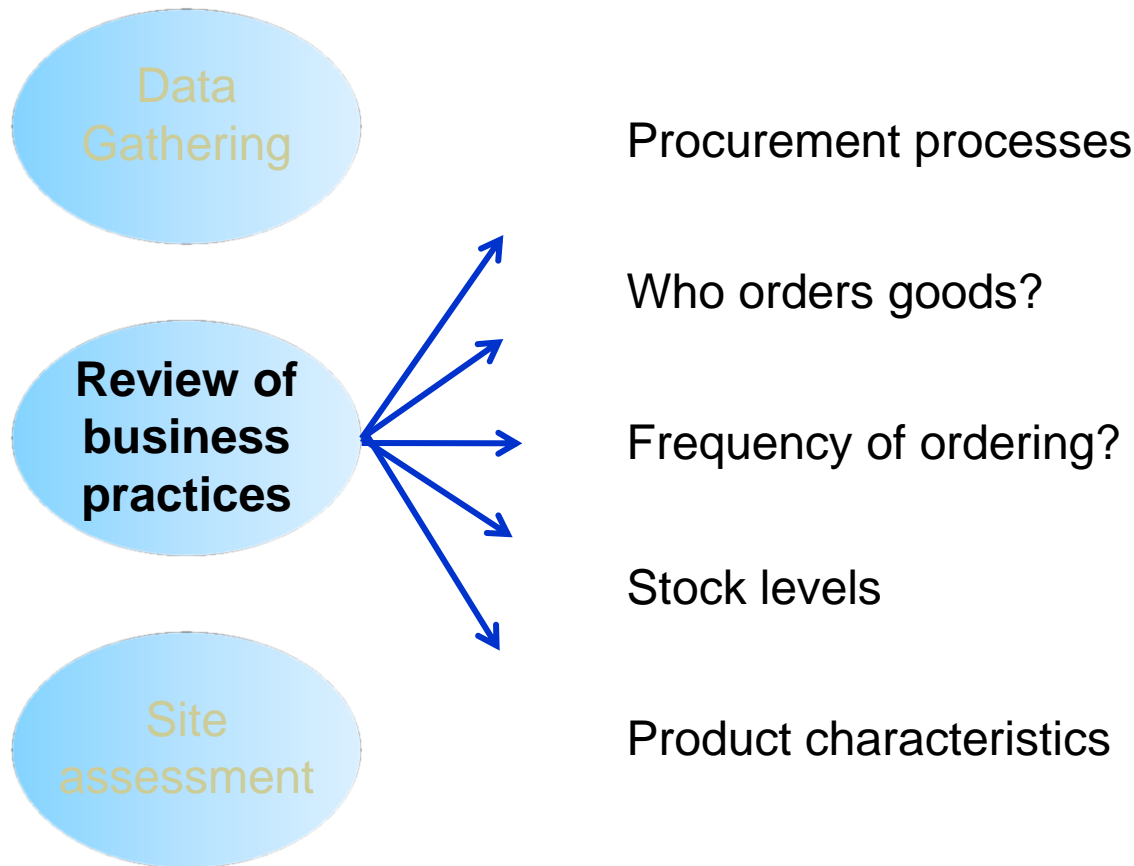 Data
Gathering
Review of
business
practices
Site
assessment
Procurement processes
Who orders goods?
Frequency of ordering?
Stock levels
Product characteristics